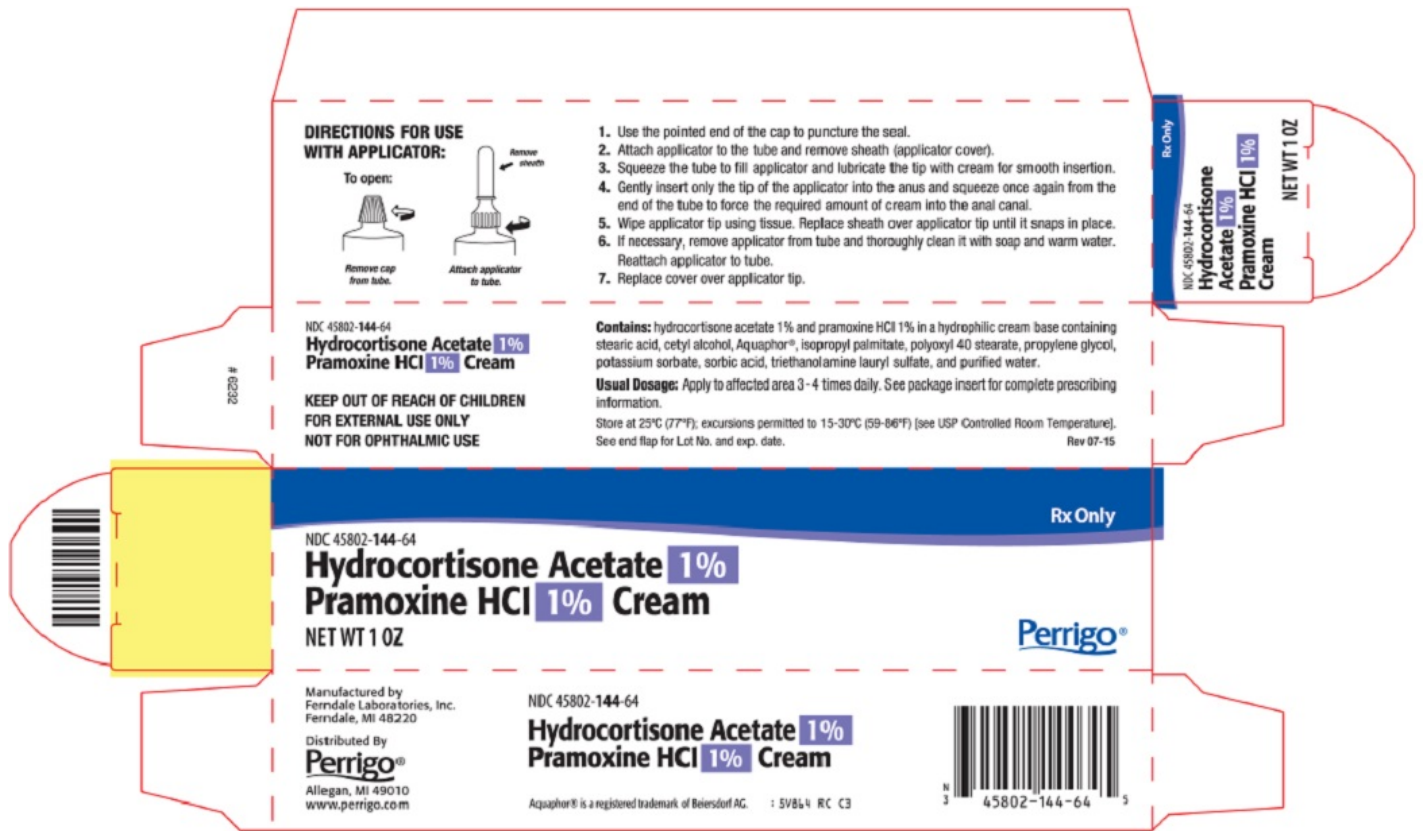 DIRECTIONS FOR USE
WITH APPLICATOR:
To open:
Remove
sheath
Remove cap
from tube.
Attach applicator
to tube.
1. Use the pointed end of the cap to puncture the seal.
2. Attach applicator to the tube and remove sheath (applicator cover).
3. Squeeze the tube to fill applicator and lubricate the tip with cream for smooth insertion.
4. Gently insert only the tip of the applicator into the anus and squeeze once again from the
end of the tube to force the required amount of cream into the anal canal.
5. Wipe applicator tip using tissue. Replace sheath over applicator tip until it snaps in place.
6. If necessary, remove applicator from tube and thoroughly clean it with soap and warm water.
Reattach applicator to tube.
7. Replace cover over applicator tip.
Rx Only
NDC 45802-144-64
Hydrocortisone
Acetate 1%
Pramoxine HCl 1%
Cream
NET WT 1 OZ
# 6232
NDC 45802-144-64
Hydrocortisone Acetate 1%
Pramoxine HCl 1% Cream
KEEP OUT OF REACH OF CHILDREN
FOR EXTERNAL USE ONLY
NOT FOR OPHTHALMIC USE
Contains: hydrocortisone acetate 1% and pramoxine HCl 1% in a hydrophilic cream base containing
stearic acid, cetyl alcohol, Aquaphor®, isopropyl palmitate, polyoxyl 40 stearate, propylene glycol,
potassium sorbate, sorbic acid, triethanolamine lauryl sulfate, and purified water.
Usual Dosage: Apply to affected area 3-4 times daily. See package insert for complete prescribing
information.
Store at 25°C (77°F); excursions permitted to 15-30°C (59-86°F) [see USP Controlled Room Temperature].
See end flap for Lot No. and exp. date. Rev 07-15
Rx Only
NDC 45802-144-64
Hydrocortisone Acetate 1%
Pramoxine HCl 1% Cream
NET WT 1 OZ
Perrigo®
Manufactured by
Ferndale Laboratories, Inc.
Ferndale, MI 48220
Distributed By
Perrigo®
Allegan, MI 49010
www.perrigo.com
NDC 45802-144-64
Hydrocortisone Acetate 1%
Pramoxine HCl 1% Cream
Aquaphor® is a registered trademark of Beiersdorf AG. : 5V864 RC C3
N
3 45802-144-64 5